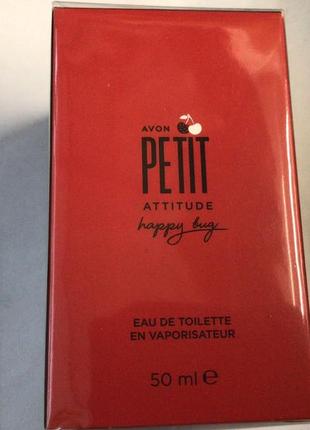 AVON
PETIT
ATTITUDE
happy bug
EAU DE TOILETTE
EN VAPORISATEUR
50 ml ℮